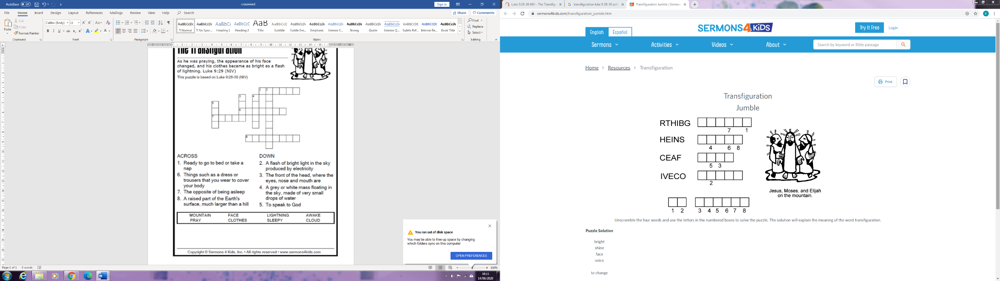 AutoSave Off
crossword
Sign in
File Home Insert Design Layout References Mailings Review View Help Search
Share Comments
Paste
Cut
Copy
Format Painter
Calibri (Body) 11
AaBbCcDc AaBbCcDc AaBbCc AaBbCcC AaB AaBbCcD AaBbCcDc AaBbCcDc AaBbCcDc AaBbCcDc AaBbCcDc AaBbCcDc AABBCCDC AABBCCDC AaBbCcDc
¶ Normal ¶ No Spac... Heading 1 Heading 2 Title Subtitle Subtle Em... Emphasis Intense E... Strong Quote Intense Q... Subtle Ref... Intense Re... Book Title
Find
Replace
Select
Clipboard Font Paragraph Styles Editing
The Transfiguration
As he was praying, the appearance of his face
changed, and his clothes became as bright as a flash
of lightning. Luke 9:29 (NIV)
This puzzle is based on Luke 9:28-36 (NIV)
1 2
3 4
5
6
7
8
ACROSS
1. Ready to go to bed or take a
nap
6. Things such as a dress or
trousers that you wear to cover
your body
7. The opposite of being asleep
8. A raised part of the Earth's
surface, much larger than a hill
DOWN
2. A flash of bright light in the sky
produced by electricity
3. The front of the head, where the
eyes, nose and mouth are
4. A grey or white mass floating in
the sky, made of very small
drops of water
5. To speak to God
MOUNTAIN FACE LIGHTNING AWAKE
PRAY CLOTHES SLEEPY CLOUD
Copyright © Sermons 4 Kids, Inc. • All rights reserved • www.sermons4kids.com
You ran out of disk space
You may be able to free up space by changing
which folders sync on this computer
OPEN PREFERENCES
Page 1 of 1 0 words
100%
08:11
14/08/2020
Luke 9:28-36 NIV - The Transfigu
transfiguration luke 9 28-36 acti
Transfiguration Jumble | Sermon
sermons4kids.com/transfiguration_jumble.htm
K
English Español
SERMONS4KIDS
Try It Free Login
Sermons Activities Videos About
Search by keyword or Bible passage
Home > Resources > Transfiguration
Print
Transfiguration
Jumble
RTHIBG
7 1
HEINS
4 6 8
CEAF
5 3
IVECO
2
1 2 3 4 5 6 7 8
Jesus, Moses, and Elijah
on the mountain.
Unscramble the four words and use the letters in the numbered boxes to solve the puzzle. The solution will explain the meaning of the word transfiguration.
Puzzle Solution
bright
shine
face
voice
to change